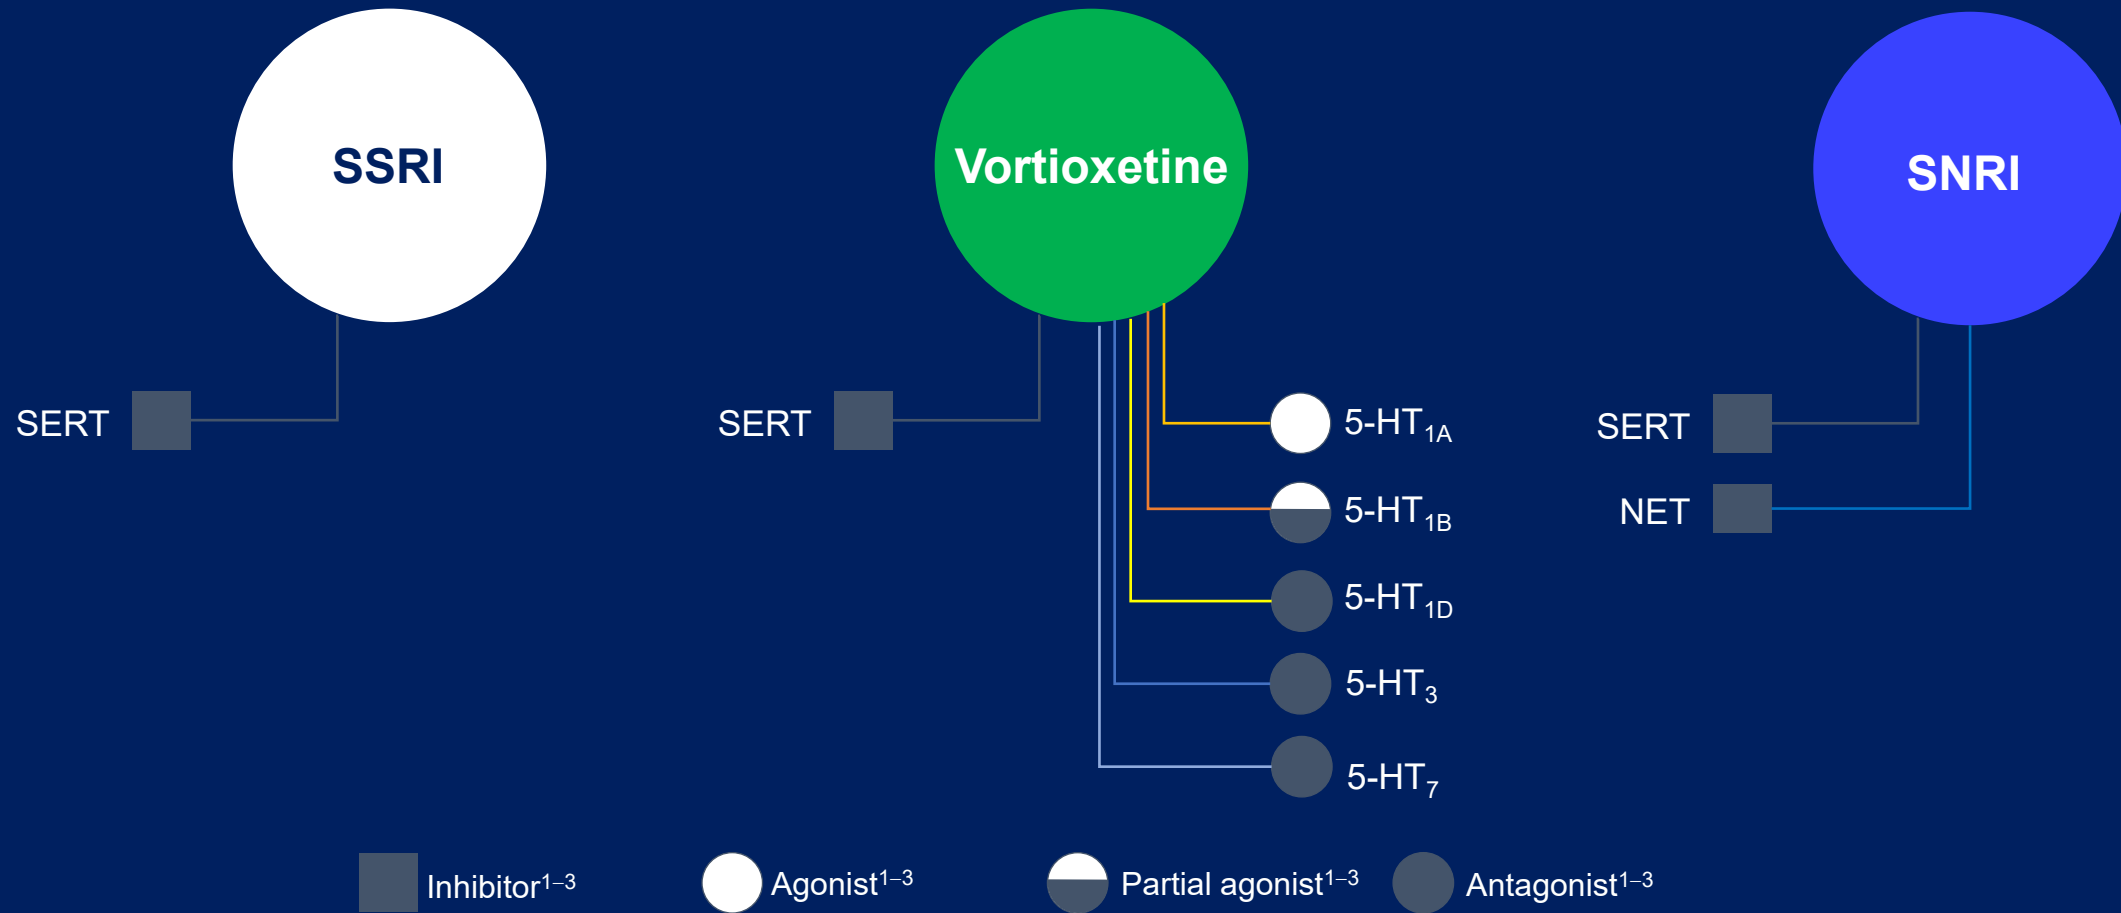 SSRI
Vortioxetine
SNRI
SERT
SERT
5-HT1A
SERT
5-HT1B
NET
5-HT1D
5-HT3
5-HT7
Inhibitor1–3
Agonist1–3
Partial agonist1–3
Antagonist1–3